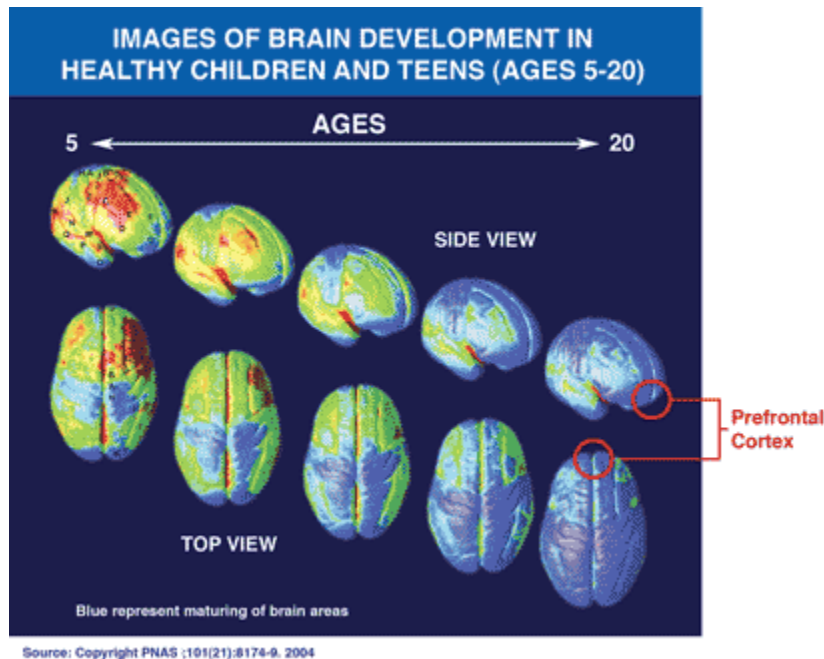 IMAGES OF BRAIN DEVELOPMENT IN
HEALTHY CHILDREN AND TEENS (AGES 5-20)
AGES
5
20
SIDE VIEW
Prefrontal
Cortex
TOP VIEW
Blue represent maturing of brain areas
Source: Copyright PNAS ;101(21):8174-9. 2004